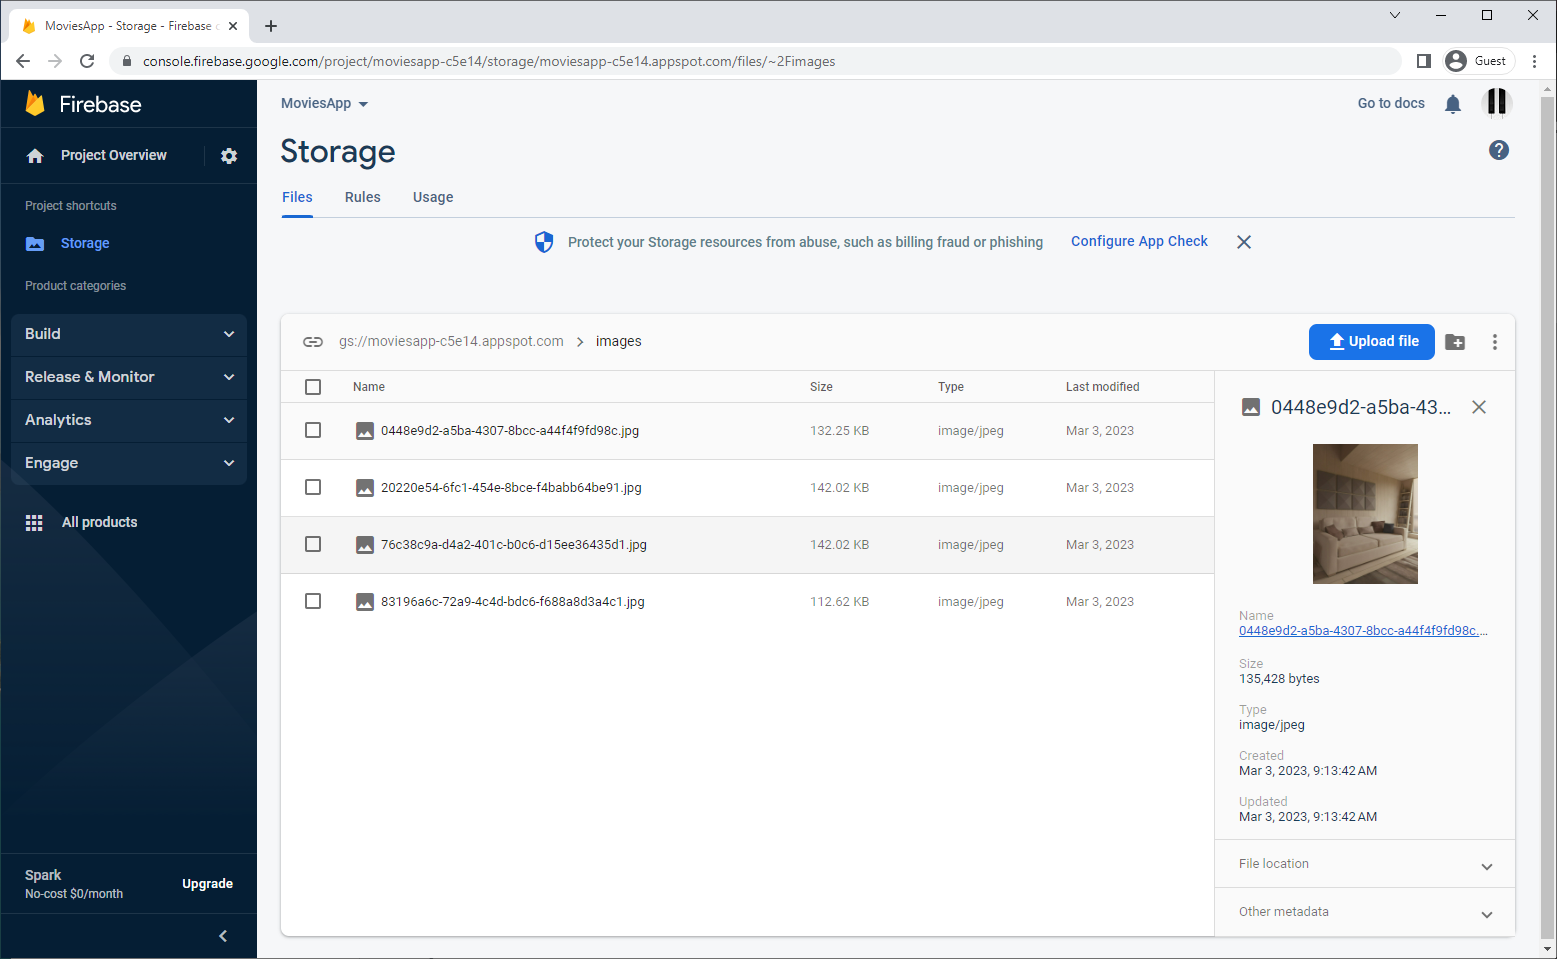 MoviesApp - Storage - Firebase
console.firebase.google.com/project/moviesapp-c5e14/storage/moviesapp-c5e14.appspot.com/files/~2Fimages
Guest
Firebase
Project Overview
Project shortcuts
Storage
Product categories
Build
Release & Monitor
Analytics
Engage
All products
Spark
No-cost $0/month
Upgrade
MoviesApp
Go to docs
Storage
Files Rules Usage
Protect your Storage resources from abuse, such as billing fraud or phishing Configure App Check
gs://moviesapp-c5e14.appspot.com > images
Upload file
Name Size Type Last modified
0448e9d2-a5ba-4307-8bcc-a44f4f9fd98c.jpg 132.25 KB image/jpeg Mar 3, 2023
20220e54-6fc1-454e-8bce-f4babb64be91.jpg 142.02 KB image/jpeg Mar 3, 2023
76c38c9a-d4a2-401c-b0c6-d15ee36435d1.jpg 142.02 KB image/jpeg Mar 3, 2023
83196a6c-72a9-4c4d-bdc6-f688a8d3a4c1.jpg 112.62 KB image/jpeg Mar 3, 2023
0448e9d2-a5ba-43...
Name
0448e9d2-a5ba-4307-8bcc-a44f4f9fd98c....
Size
135,428 bytes
Type
image/jpeg
Created
Mar 3, 2023, 9:13:42 AM
Updated
Mar 3, 2023, 9:13:42 AM
File location
Other metadata